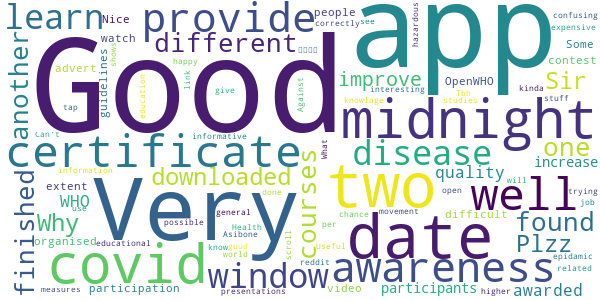 learn provide people app
Nice correctly see hazardous confusing expensive
watch different Some
another advert shows Good contest
guidelines happy improve OpenWHO Sir
link give Against kinda
tap education knowlage Tbh interesting stuff
studies midnight
can't informative What
certificate disease one
information downloaded courses quality increase
finished extent done two will trying
WHO Very open well job
use possible general chance movement found
Why Health per difficult
organised know guud Asibone date Plzz
educational world scroll Useful epidamic
covid reddit awareness related
window video participants awarded
measures participation presentations higher